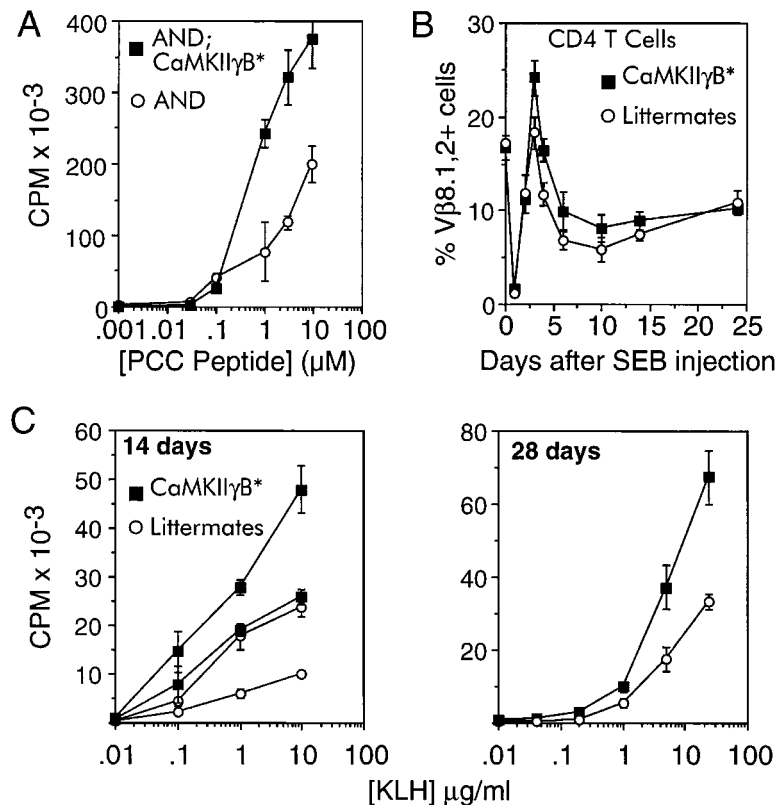 A
400
300
200
100
0
CPM x 10-3
AND;
CaMKIIγB*
AND
.001 .01 .1 1 10 100
[PCC Peptide] (μM)
B
30
20
10
0
% Vβ8.1,2+ cells
CD4 T Cells
CaMKIIγB*
Littermates
0 5 10 15 20 25
Days after SEB injection
C
60
50
40
30
20
10
CPM x 10-3
14 days
CaMKIIγB*
Littermates
.01 .1 1 10 100
80
60
40
20
28 days
.01 .1 1 10 100
[KLH] μg/ml